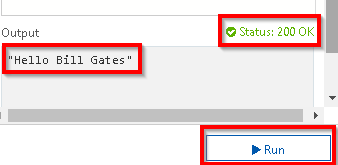 Output
Status: 200 OK
"Hello Bill Gates"
Run